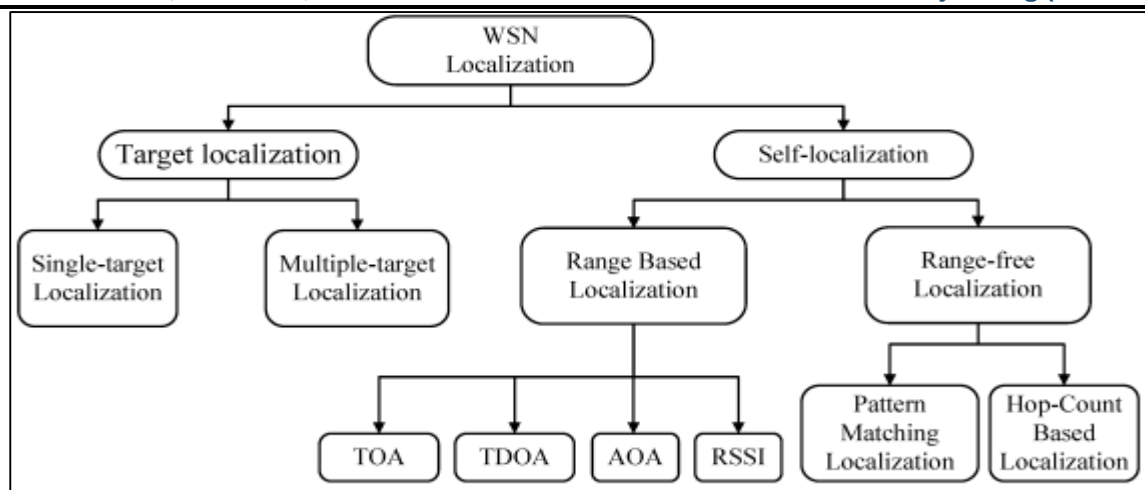 WSN
Localization
Target localization
Self-localization
Single-target
Localization
Multiple-target
Localization
Range Based
Localization
Range-free
Localization
TOA
TDOA
AOA
RSSI
Pattern
Matching
Localization
Hop-Count
Based
Localization